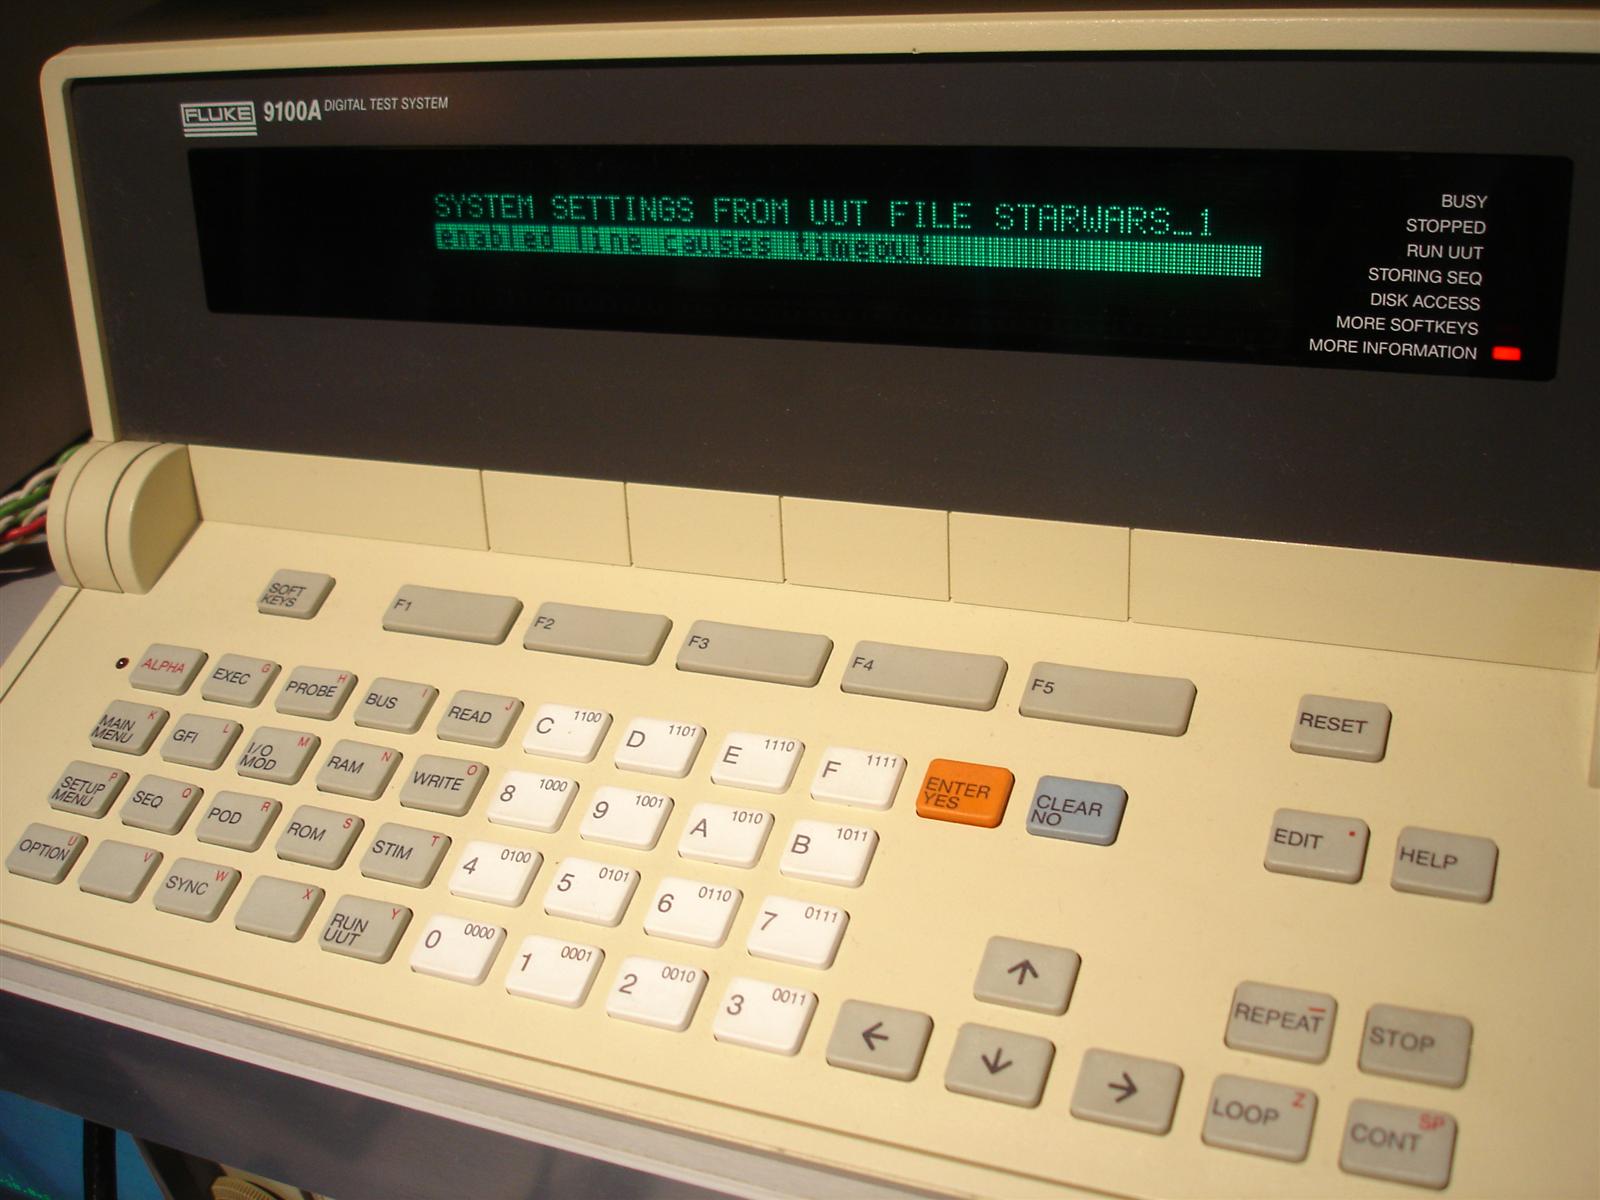 FLUKE 9100A DIGITAL TEST SYSTEM
SYSTEM SETTINGS FROM UUT FILE STARWARS_1
enabled line causes timeout
BUSY
STOPPED
RUN UUT
STORING SEQ
DISK ACCESS
MORE SOFTKEYS
MORE INFORMATION
SOFT KEYS
F1
F2
F3
F4
F5
ALPHA
EXEC G
PROBE H
BUS I
READ J
C 1100
D 1101
E 1110
F 1111
ENTER YES
CLEAR NO
RESET
MAIN MENU K
GFI L
I/O MOD M
RAM N
WRITE O
8 1000
9 1001
A 1010
B 1011
EDIT
HELP
SETUP MENU P
SEQ Q
POD R
ROM S
STIM T
4 0100
5 0101
6 0110
7 0111
OPTION U
V
SYNC W
X
RUN UUT Y
0 0000
1 0001
2 0010
3 0011
↑
←
↓
→
REPEAT –
STOP
LOOP Z
CONT SP